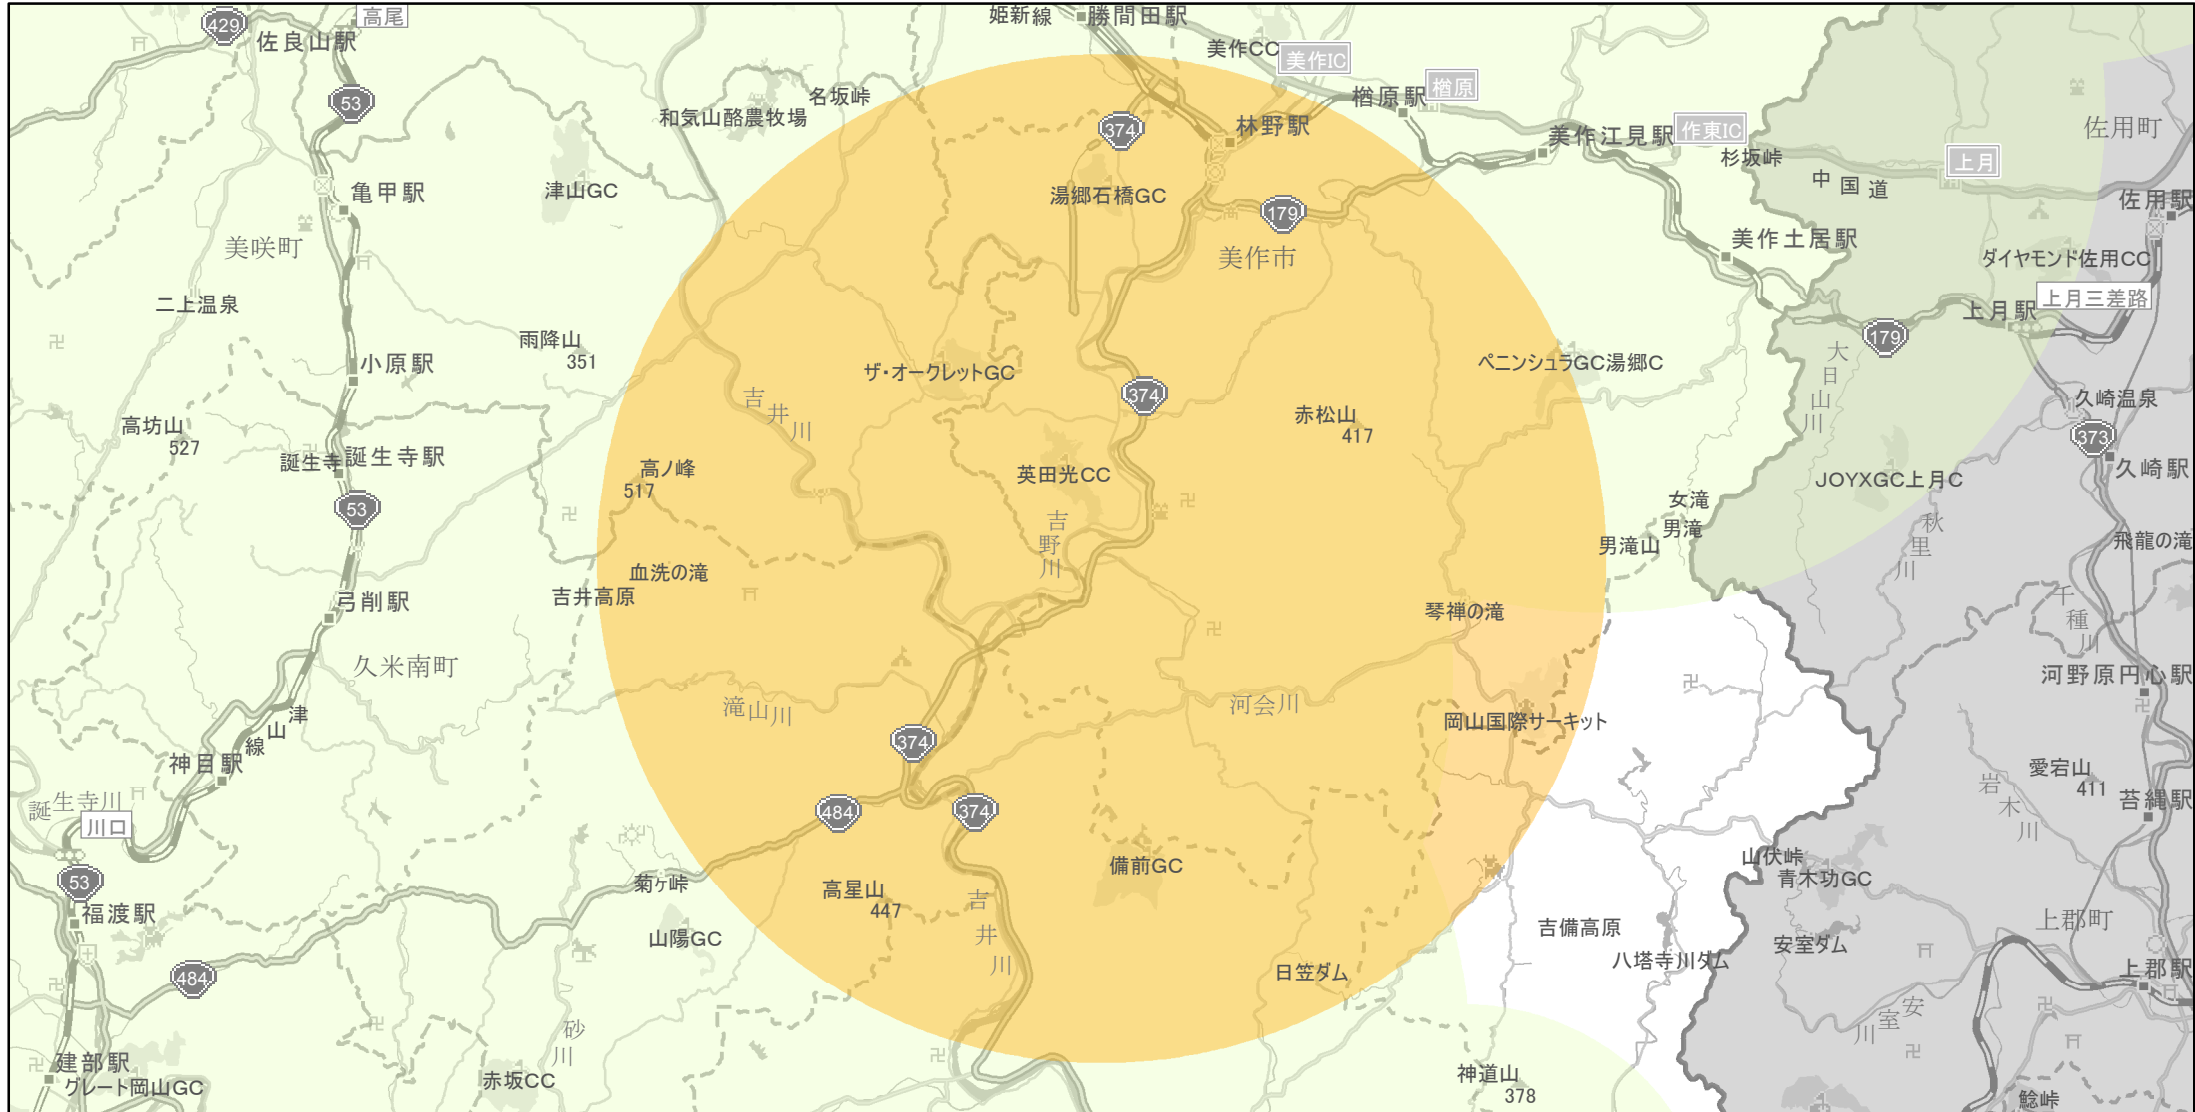 429
佐良山駅
高尾
53
姫新線
勝間田駅
美作CC
美作IC
楢原駅
楢原
和気山酪農牧場
名坂峠
374
林野駅
美作江見駅
作東IC
杉坂峠
中国道
上月
佐用町
佐用駅
亀甲駅
津山GC
湯郷石橋GC
179
美作市
美作土居駅
ダイヤモンド佐用CC
上月三差路
美咲町
二上温泉
雨降山
351
小原駅
ザ・オークレットGC
374
吉井川
ペニンシュラGC湯郷C
上月駅
179
大日山川
久崎温泉
373
久崎駅
高坊山
527
誕生寺
誕生寺駅
高ノ峰
517
英田光CC
赤松山
417
JOYXGC上月C
女滝
男滝
男滝山
秋里川
飛龍の滝
53
吉野川
血洗の滝
吉井高原
弓削駅
琴禅の滝
千種川
久米南町
津山線
滝山川
河会川
岡山国際サーキット
河野原円心駅
神目駅
374
484
374
誕生寺川
川口
愛宕山
411
岩木川
苔縄駅
53
福渡駅
菊ヶ峠
高星山
447
備前GC
山伏峠
青木功GC
吉井川
山陽GC
吉備高原
安室ダム
上郡町
484
日笠ダム
八塔寺川ダム
上郡駅
砂川
安室川
建部駅
グレート岡山GC
赤坂CC
神道山
378
鯰峠